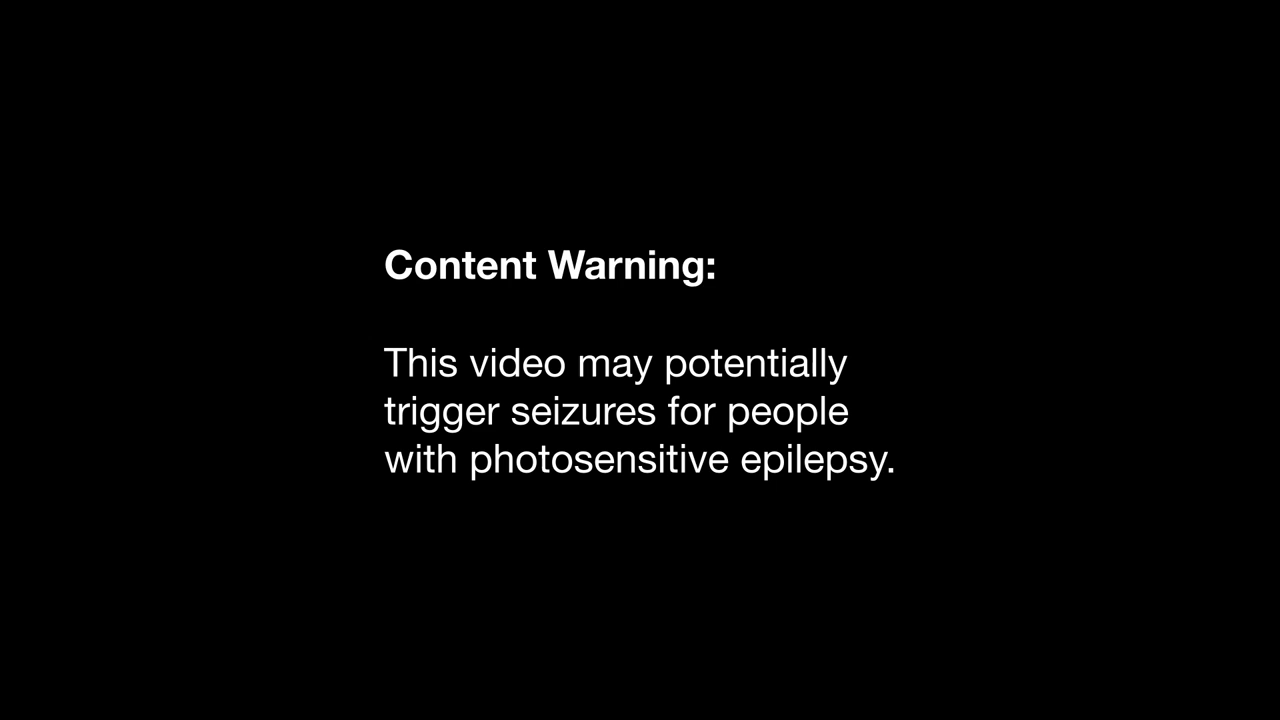 Content Warning:
This video may potentially
trigger seizures for people
with photosensitive epilepsy.